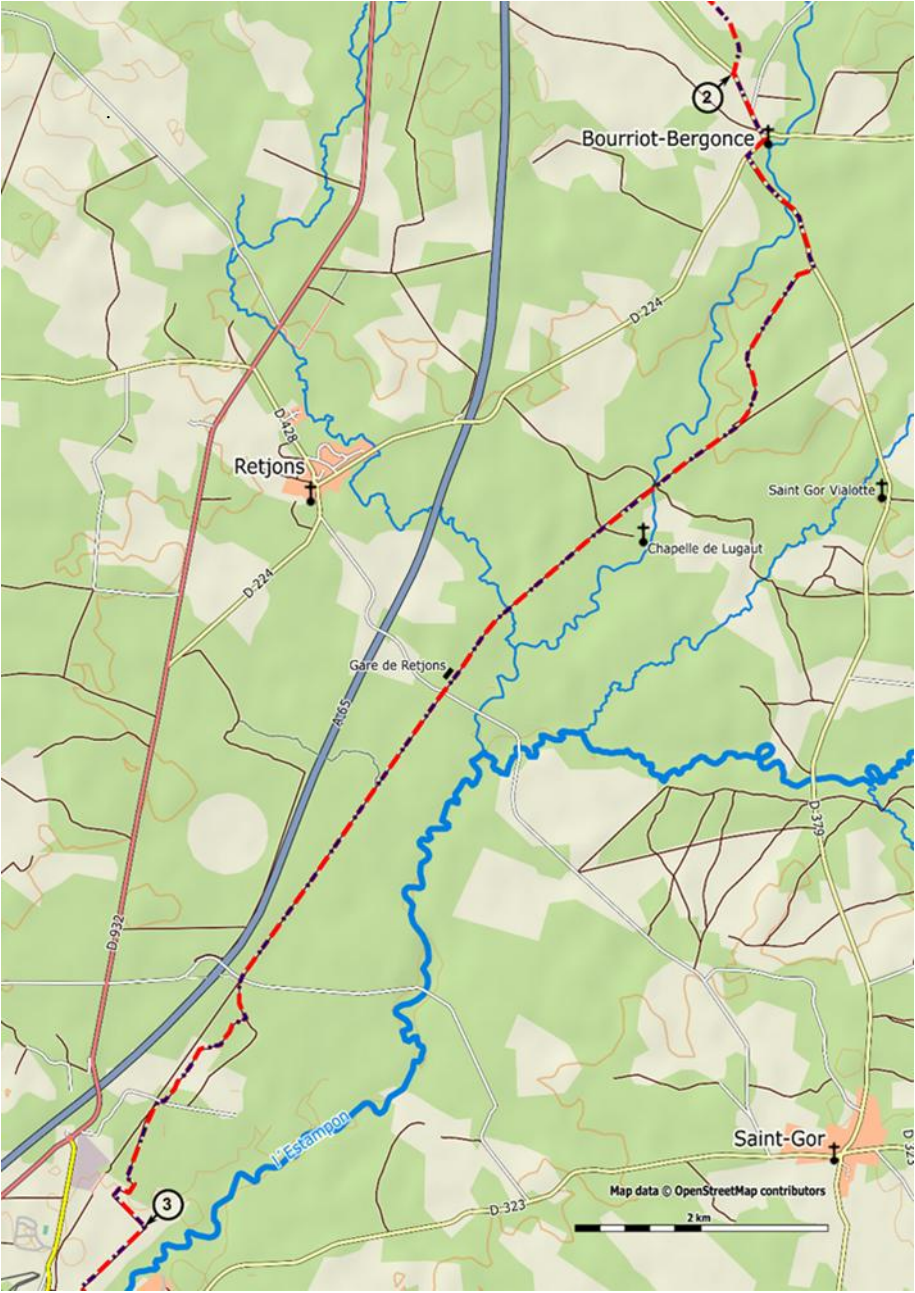 2
Bourriot-Bergonce
D 224
D 428
Retjons
Saint Gor Vialotte
Chapelle de Lugaut
D 224
Gare de Retjons
A 65
D 379
D 932
l'Estampon
Saint-Gor
D 323
Map data © OpenStreetMap contributors
3
D 323
2 km